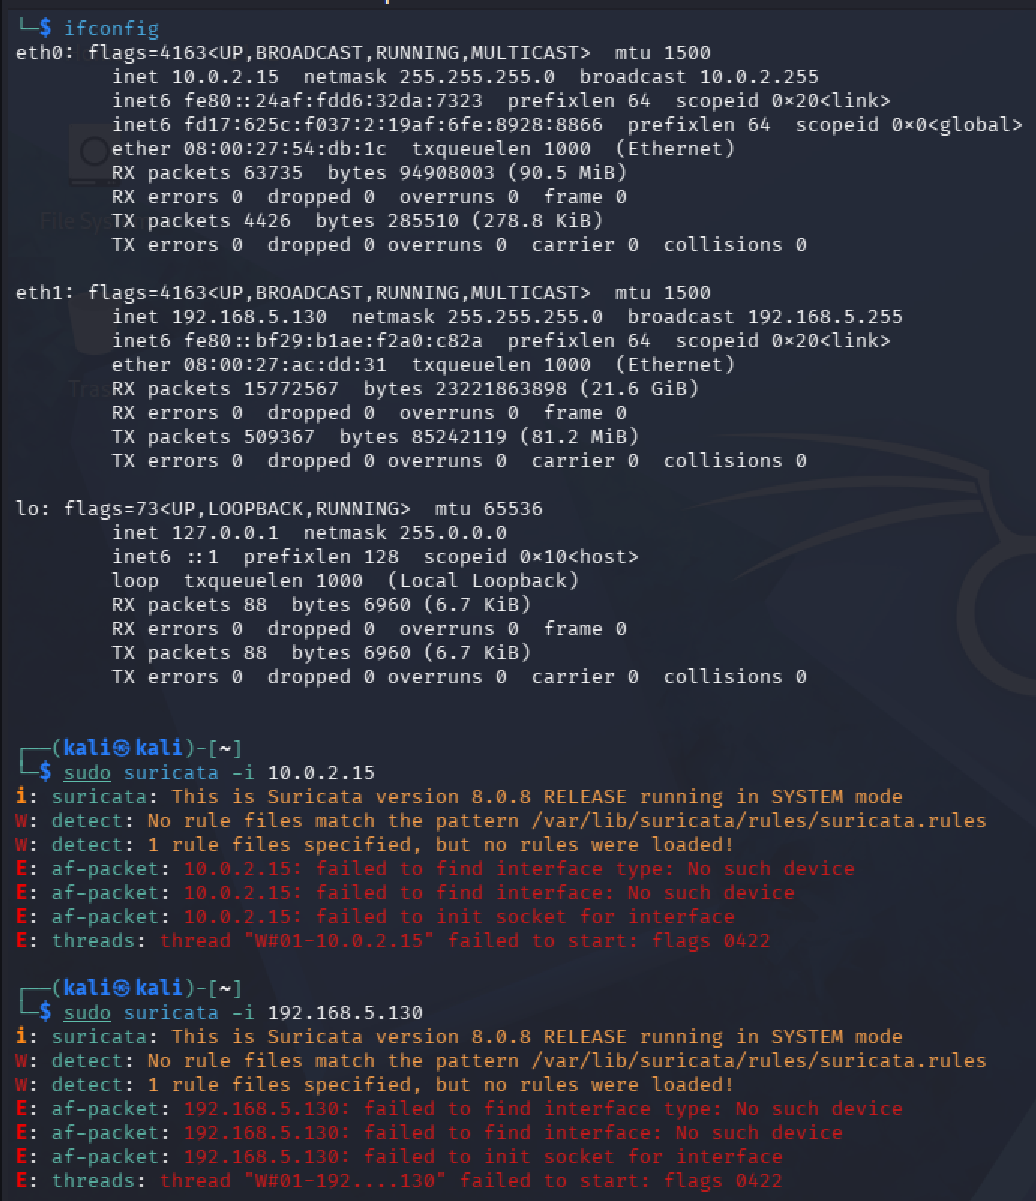 └─$ ifconfig
eth0: flags=4163<UP,BROADCAST,RUNNING,MULTICAST>  mtu 1500
        inet 10.0.2.15  netmask 255.255.255.0  broadcast 10.0.2.255
        inet6 fe80::24af:fdd6:32da:7323  prefixlen 64  scopeid 0×20<link>
        inet6 fd17:625c:f037:2:19af:6fe:8928:8866  prefixlen 64  scopeid 0×0<global>
        ether 08:00:27:54:db:1c  txqueuelen 1000  (Ethernet)
        RX packets 63735  bytes 94908003 (90.5 MiB)
        RX errors 0  dropped 0  overruns 0  frame 0
File Sys
        TX packets 4426  bytes 285510 (278.8 KiB)
        TX errors 0  dropped 0 overruns 0  carrier 0  collisions 0

eth1: flags=4163<UP,BROADCAST,RUNNING,MULTICAST>  mtu 1500
        inet 192.168.5.130  netmask 255.255.255.0  broadcast 192.168.5.255
        inet6 fe80::bf29:b1ae:f2a0:c82a  prefixlen 64  scopeid 0×20<link>
        ether 08:00:27:ac:dd:31  txqueuelen 1000  (Ethernet)
Tras
        RX packets 15772567  bytes 23221863898 (21.6 GiB)
        RX errors 0  dropped 0  overruns 0  frame 0
        TX packets 509367  bytes 85242119 (81.2 MiB)
        TX errors 0  dropped 0 overruns 0  carrier 0  collisions 0

lo: flags=73<UP,LOOPBACK,RUNNING>  mtu 65536
        inet 127.0.0.1  netmask 255.0.0.0
        inet6 ::1  prefixlen 128  scopeid 0×10<host>
        loop  txqueuelen 1000  (Local Loopback)
        RX packets 88  bytes 6960 (6.7 KiB)
        RX errors 0  dropped 0  overruns 0  frame 0
        TX packets 88  bytes 6960 (6.7 KiB)
        TX errors 0  dropped 0 overruns 0  carrier 0  collisions 0

┌──(kali㉿kali)-[~]
└─$ sudo suricata -i 10.0.2.15
i: suricata: This is Suricata version 8.0.8 RELEASE running in SYSTEM mode
W: detect: No rule files match the pattern /var/lib/suricata/rules/suricata.rules
W: detect: 1 rule files specified, but no rules were loaded!
E: af-packet: 10.0.2.15: failed to find interface type: No such device
E: af-packet: 10.0.2.15: failed to find interface: No such device
E: af-packet: 10.0.2.15: failed to init socket for interface
E: threads: thread "W#01-10.0.2.15" failed to start: flags 0422

┌──(kali㉿kali)-[~]
└─$ sudo suricata -i 192.168.5.130
i: suricata: This is Suricata version 8.0.8 RELEASE running in SYSTEM mode
W: detect: No rule files match the pattern /var/lib/suricata/rules/suricata.rules
W: detect: 1 rule files specified, but no rules were loaded!
E: af-packet: 192.168.5.130: failed to find interface type: No such device
E: af-packet: 192.168.5.130: failed to find interface: No such device
E: af-packet: 192.168.5.130: failed to init socket for interface
E: threads: thread "W#01-192....130" failed to start: flags 0422